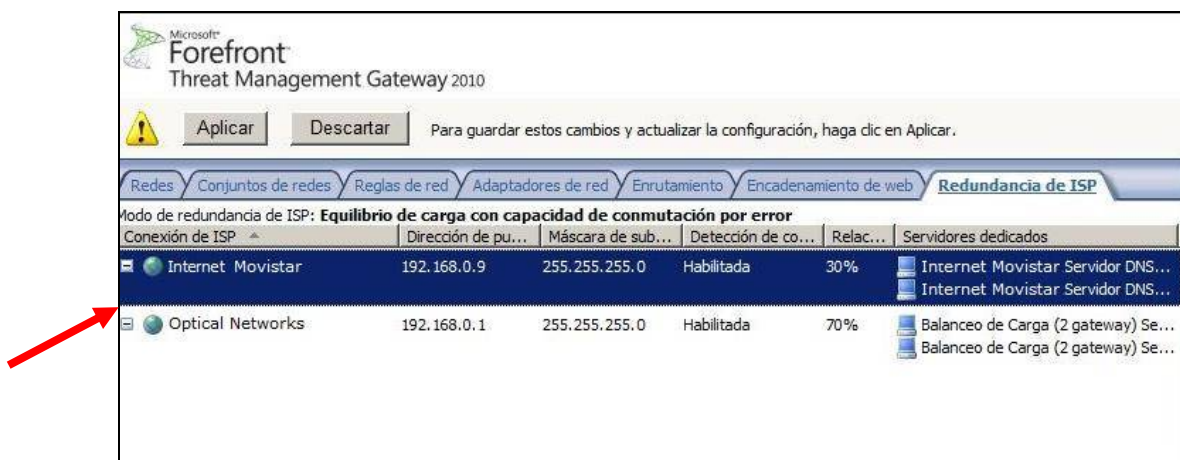 Microsoft®
Forefront™
Threat Management Gateway 2010
Aplicar Descartar Para guardar estos cambios y actualizar la configuración, haga clic en Aplicar.
Redes Conjuntos de redes Reglas de red Adaptadores de red Enrutamiento Encadenamiento de web Redundancia de ISP
Modo de redundancia de ISP: Equilibrio de carga con capacidad de conmutación por error
Conexión de ISP Dirección de pu... Máscara de sub... Detección de co... Relac... Servidores dedicados
Internet Movistar 192.168.0.9 255.255.255.0 Habilitada 30% Internet Movistar Servidor DNS...
Internet Movistar Servidor DNS...
Optical Networks 192.168.0.1 255.255.255.0 Habilitada 70% Balanceo de Carga (2 gateway) Se...
Balanceo de Carga (2 gateway) Se...